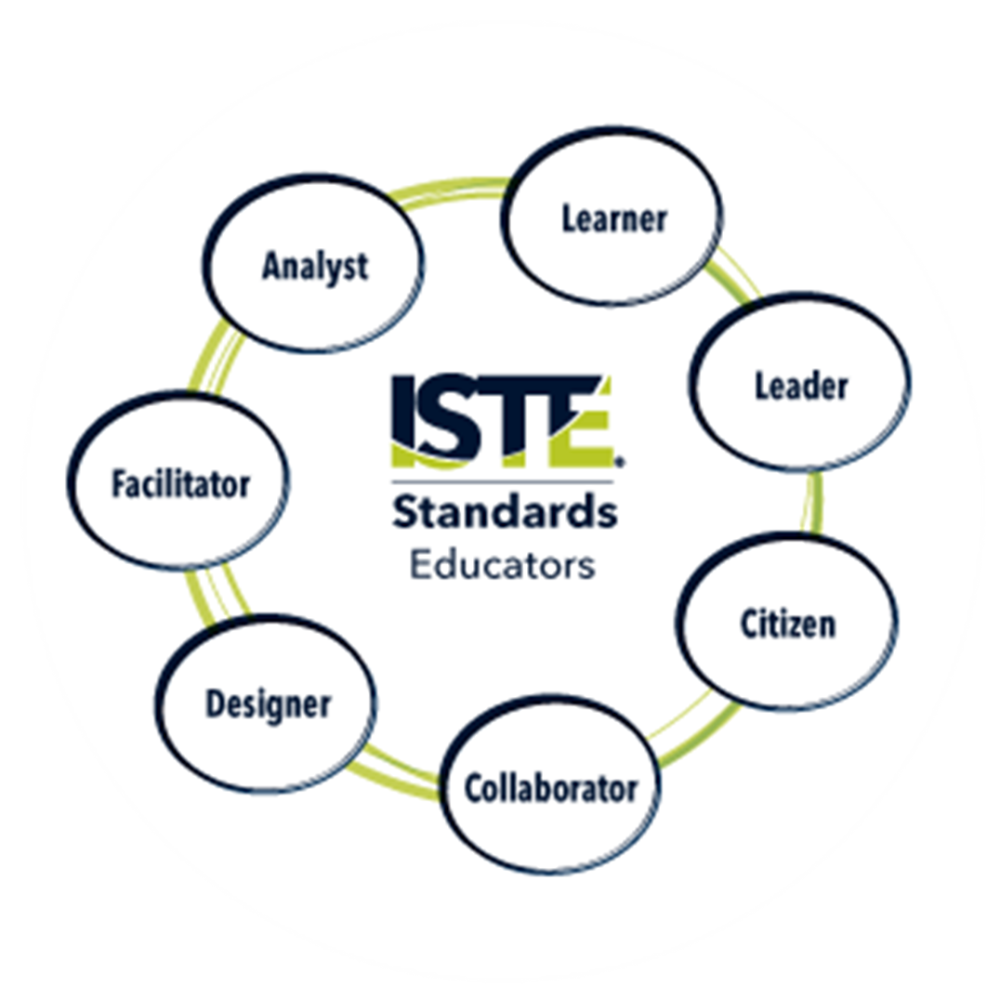 Learner
Analyst
Leader
ISTE
Standards
Educators
Facilitator
Citizen
Designer
Collaborator